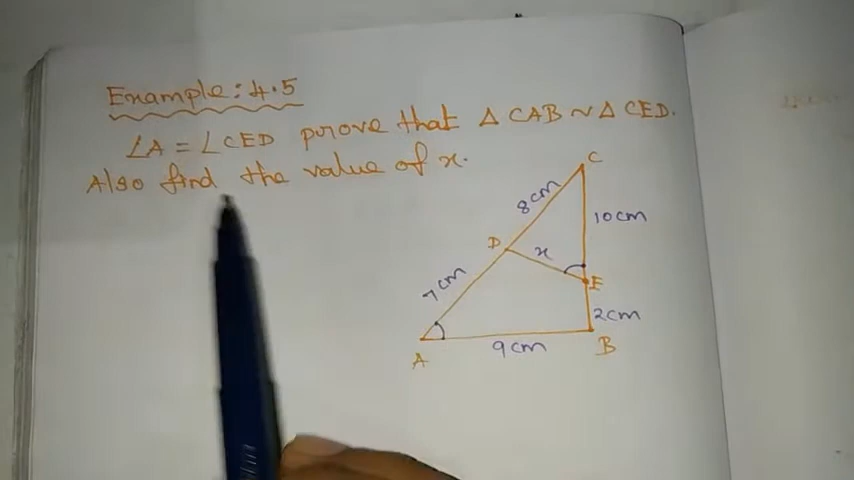 Example: 4.5
∠A = ∠CED prove that △ CAB ~ △ CED.
Also find the value of x.
C
8cm
10cm
D
x
7cm
E
2cm
9cm
A
B